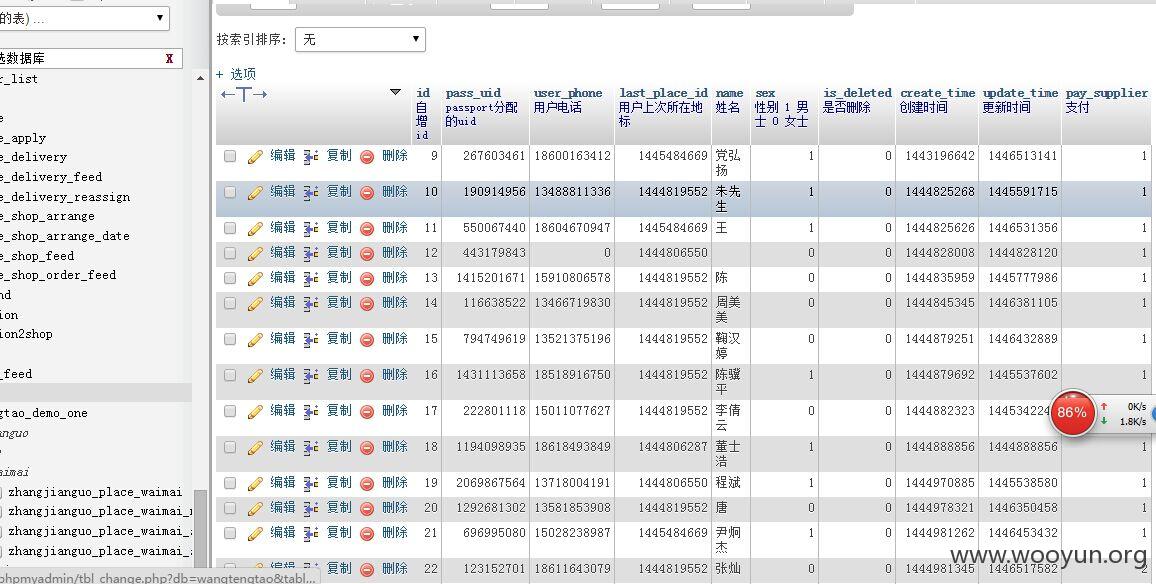 的表) ...
选数据库 X
r_list
e
e_apply
e_delivery
e_delivery_feed
e_delivery_reassign
e_shop_arrange
e_shop_arrange_date
e_shop_feed
e_shop_order_feed
nd
ion
ion2shop
_feed
gtao_demo_one
anguo
aimai
zhangjianguo_place_waimai
zhangjianguo_place_waimai_
zhangjianguo_place_waimai_
zhangjianguo_place_waimai_
phpmyadmin/tbl_change.php?db=wangtengtao&tabl...
按索引排序: 无
+ 选项
←T→ id pass_uid user_phone last_place_id name sex is_deleted create_time update_time pay_supplier
自增id passport分配的uid 用户电话 用户上次所在地标 姓名 性别 1 男士 0 女士 是否删除 创建时间 更新时间 支付
编辑 复制 删除 9 267603461 18600163412 1445484669 党弘扬 1 0 1443196642 1446513141 1
编辑 复制 删除 10 190914956 13488811336 1444819552 朱先生 1 0 1444825268 1445591715 1
编辑 复制 删除 11 550067440 18604670947 1445484669 王 1 0 1444825626 1446531356 1
编辑 复制 删除 12 443179843 0 1444806550 0 0 1444828008 1444828120 1
编辑 复制 删除 13 1415201671 15910806578 1444819552 陈 0 0 1444835959 1445777986 1
编辑 复制 删除 14 116638522 13466719830 1444819552 周美美 0 0 1444845345 1446381105 1
编辑 复制 删除 15 794749619 13521375196 1444819552 鞠汉婷 0 0 1444879251 1446432889 1
编辑 复制 删除 16 1431113658 18518916750 1444819552 陈骥平 1 0 1444879692 1445537602 1
编辑 复制 删除 17 222801118 15011077627 1444819552 李倩云 0 0 1444882323 144534224
编辑 复制 删除 18 1194098935 18618493849 1444806287 董士浩 1 0 1444888856 1444888856 1
编辑 复制 删除 19 2069867564 13718004191 1444806550 程斌 1 0 1444970885 1445538580 1
编辑 复制 删除 20 1292681302 13581853908 1444819552 唐 0 0 1444978321 1446350458 1
编辑 复制 删除 21 696995080 15028238987 1445484669 尹炯杰 1 0 1444981262 1446453432 1
编辑 复制 删除 22 123152701 18611643079 1444819552 张灿 0 0 1444981345 1446517582
86%
0K/s
1.8K/s
www.wooyun.org